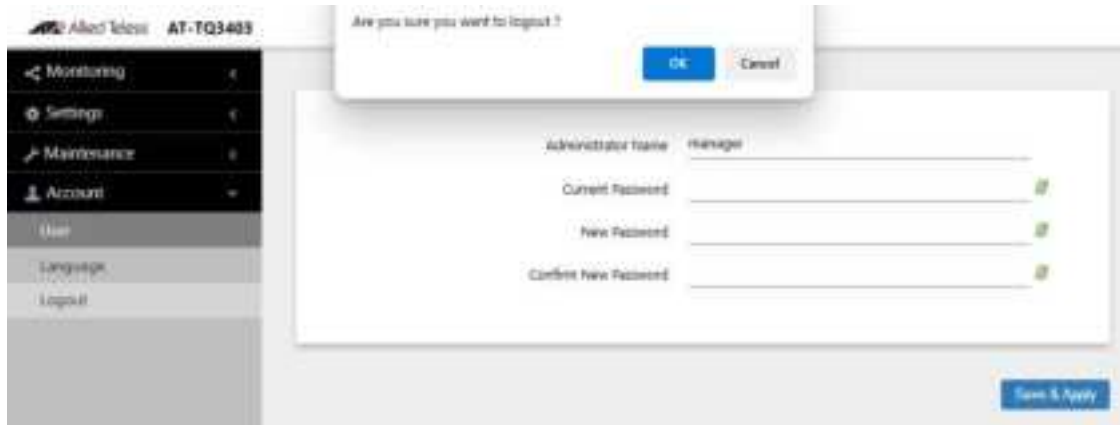 Allied Telesis AT-TQ3403
Are you sure you want to logout ?
OK Cancel
Monitoring
Settings
Maintenance
Account
User
Language
Logout
Administrator Name manager
Current Password
New Password
Confirm New Password
Save & Apply